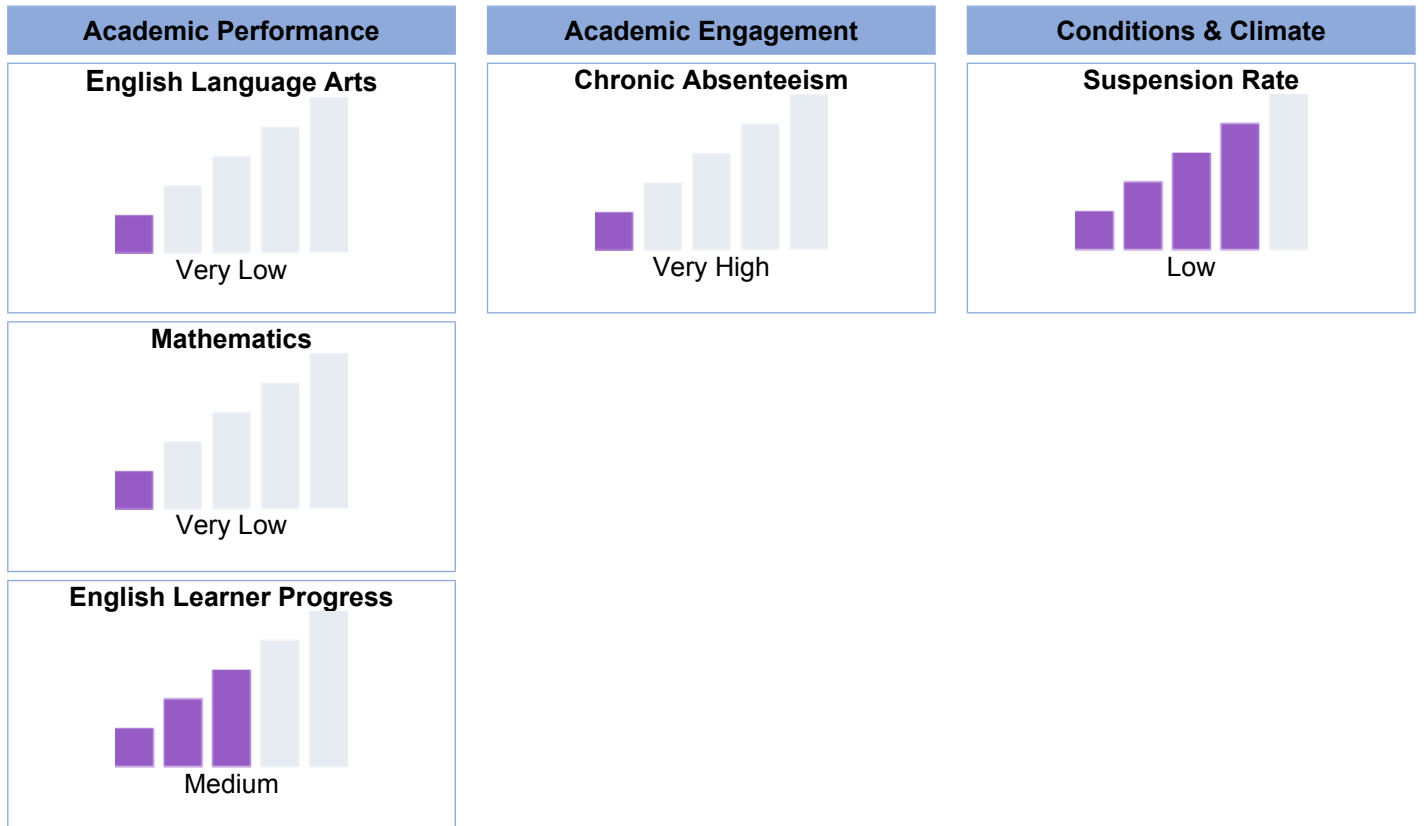 Academic Performance
Academic Engagement
Conditions & Climate
English Language Arts
Very Low
Chronic Absenteeism
Very High
Suspension Rate
Low
Mathematics
Very Low
English Learner Progress
Medium